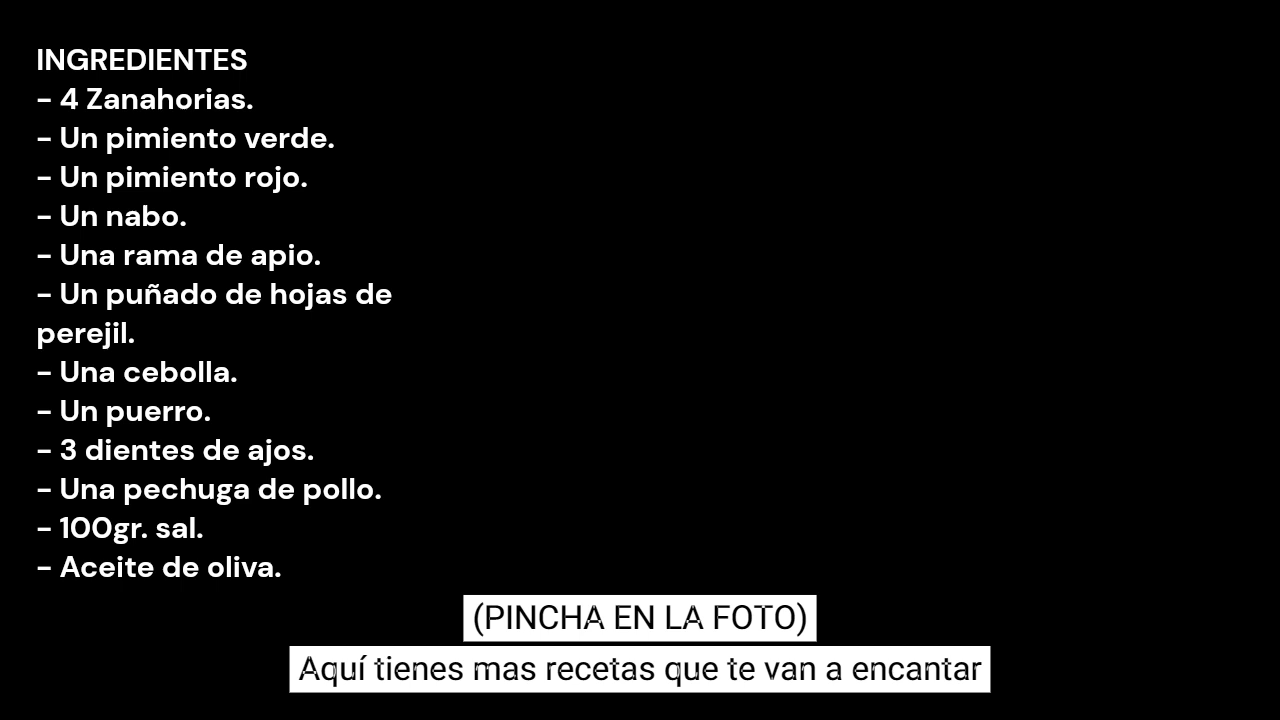 INGREDIENTES
- 4 Zanahorias.
- Un pimiento verde.
- Un pimiento rojo.
- Un nabo.
- Una rama de apio.
- Un puñado de hojas de
perejil.
- Una cebolla.
- Un puerro.
- 3 dientes de ajos.
- Una pechuga de pollo.
- 100gr. sal.
- Aceite de oliva.
(PINCHA EN LA FOTO)
Aquí tienes mas recetas que te van a encantar